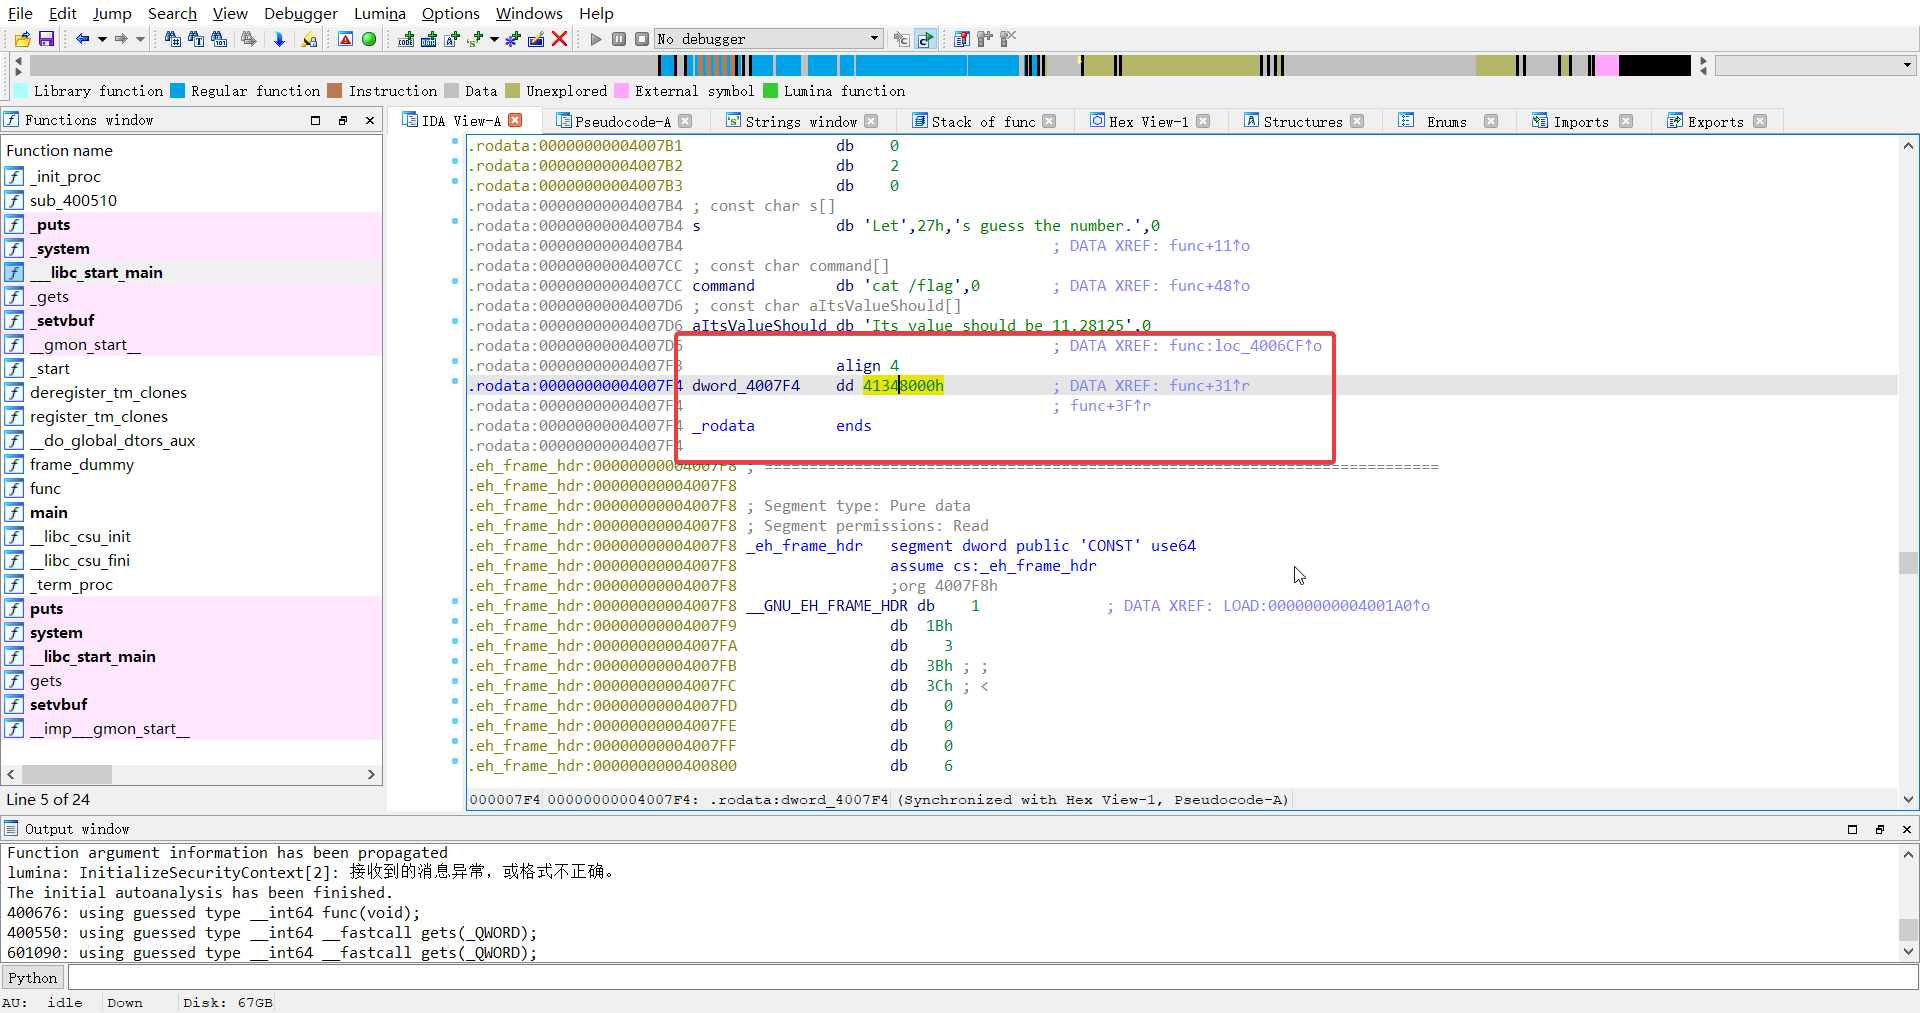 File Edit Jump Search View Debugger Lumina Options Windows Help
No debugger
Library function Regular function Instruction Data Unexplored External symbol Lumina function
Functions window
Function name
_init_proc
sub_400510
_puts
_system
___libc_start_main
_gets
_setvbuf
__gmon_start__
_start
deregister_tm_clones
register_tm_clones
__do_global_dtors_aux
frame_dummy
func
main
__libc_csu_init
__libc_csu_fini
_term_proc
puts
system
__libc_start_main
gets
setvbuf
__imp___gmon_start__
Line 5 of 24
IDA View-A Pseudocode-A Strings window Stack of func Hex View-1 Structures Enums Imports Exports
.rodata:00000000004007B1 db 0
.rodata:00000000004007B2 db 2
.rodata:00000000004007B3 db 0
.rodata:00000000004007B4 ; const char s[]
.rodata:00000000004007B4 s db 'Let',27h,'s guess the number.',0
.rodata:00000000004007B4 ; DATA XREF: func+11↑o
.rodata:00000000004007CC ; const char command[]
.rodata:00000000004007CC command db 'cat /flag',0 ; DATA XREF: func+48↑o
.rodata:00000000004007D6 ; const char aItsValueShould[]
.rodata:00000000004007D6 aItsValueShould db 'Its value should be 11.28125',0
.rodata:00000000004007D6 ; DATA XREF: func:loc_4006CF↑o
.rodata:00000000004007F3 align 4
.rodata:00000000004007F4 dword_4007F4 dd 41348000h ; DATA XREF: func+31↑r
.rodata:00000000004007F4 ; func+3F↑r
.rodata:00000000004007F4 _rodata ends
.rodata:00000000004007F4
.eh_frame_hdr:00000000004007F8 ; ===========================================================================
.eh_frame_hdr:00000000004007F8
.eh_frame_hdr:00000000004007F8 ; Segment type: Pure data
.eh_frame_hdr:00000000004007F8 ; Segment permissions: Read
.eh_frame_hdr:00000000004007F8 _eh_frame_hdr segment dword public 'CONST' use64
.eh_frame_hdr:00000000004007F8 assume cs:_eh_frame_hdr
.eh_frame_hdr:00000000004007F8 ;org 4007F8h
.eh_frame_hdr:00000000004007F8 __GNU_EH_FRAME_HDR db 1 ; DATA XREF: LOAD:00000000004001A0↑o
.eh_frame_hdr:00000000004007F9 db 1Bh
.eh_frame_hdr:00000000004007FA db 3
.eh_frame_hdr:00000000004007FB db 3Bh ; ;
.eh_frame_hdr:00000000004007FC db 3Ch ; <
.eh_frame_hdr:00000000004007FD db 0
.eh_frame_hdr:00000000004007FE db 0
.eh_frame_hdr:00000000004007FF db 0
.eh_frame_hdr:0000000000400800 db 6
000007F4 00000000004007F4: .rodata:dword_4007F4 (Synchronized with Hex View-1, Pseudocode-A)
Output window
Function argument information has been propagated
lumina: InitializeSecurityContext[2]: 接收到的消息异常，或格式不正确。
The initial autoanalysis has been finished.
400676: using guessed type __int64 func(void);
400550: using guessed type __int64 __fastcall gets(_QWORD);
601090: using guessed type __int64 __fastcall gets(_QWORD);
Python
AU: idle Down Disk: 67GB